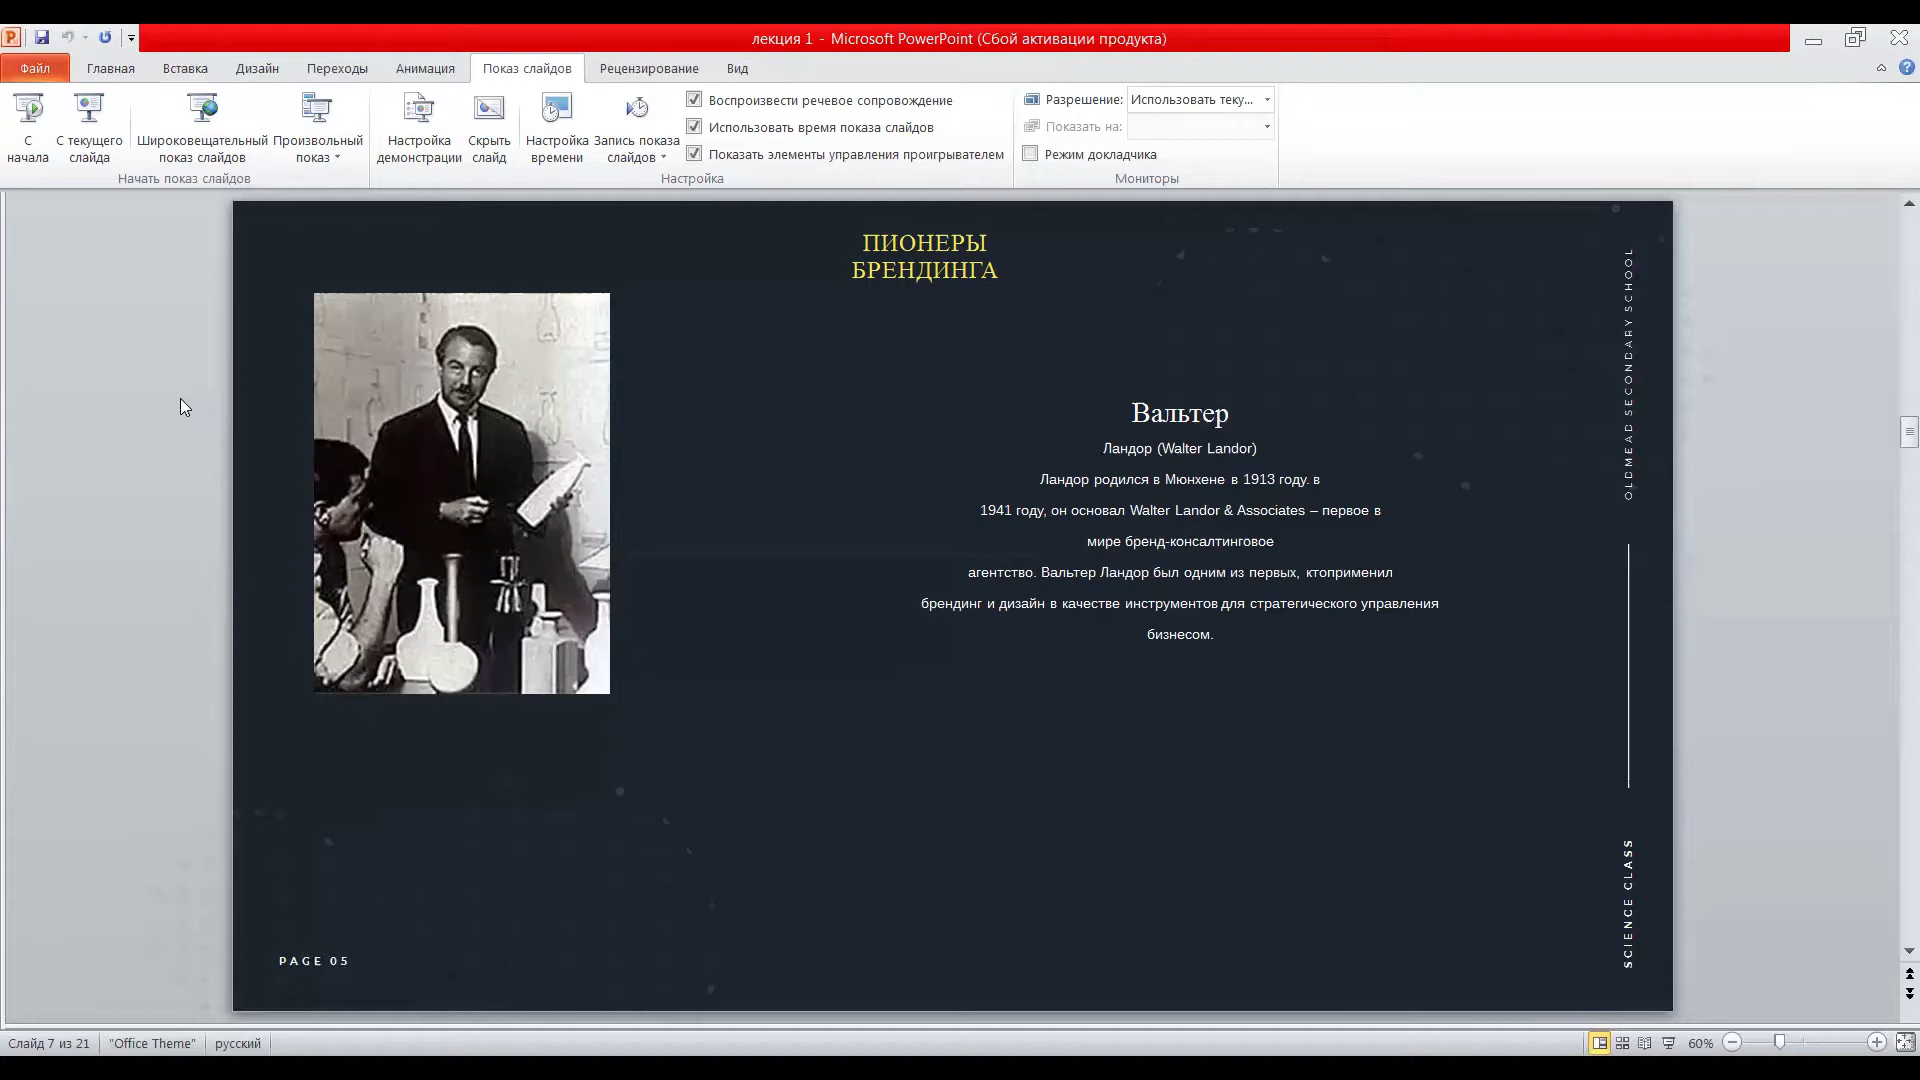 лекция 1 - Microsoft PowerPoint (Сбой активации продукта)
Файл Главная Вставка Дизайн Переходы Анимация Показ слайдов Рецензирование Вид
С начала
С текущего слайда
Широковещательный показ слайдов
Произвольный показ
Начать показ слайдов
Настройка демонстрации
Скрыть слайд
Настройка времени
Запись показа слайдов
Воспроизвести речевое сопровождение
Использовать время показа слайдов
Показать элементы управления проигрывателем
Настройка
Разрешение: Использовать теку...
Показать на:
Режим докладчика
Мониторы
ПИОНЕРЫ
БРЕНДИНГА
Вальтер
Ландор (Walter Landor)
Ландор родился в Мюнхене в 1913 году. в
1941 году, он основал Walter Landor & Associates – первое в
мире бренд-консалтинговое
агентство. Вальтер Ландор был одним из первых, ктоприменил
брендинг и дизайн в качестве инструментов для стратегического управления
бизнесом.
OLDMEAD SECONDARY SCHOOL
SCIENCE CLASS
PAGE 05
Слайд 7 из 21 "Office Theme" русский 60%